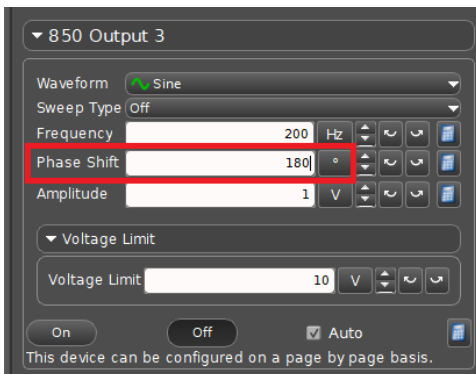 850 Output 3
Waveform Sine
Sweep Type Off
Frequency 200 Hz
Phase Shift 180 °
Amplitude 1 V
Voltage Limit
Voltage Limit 10 V
On Off Auto
This device can be configured on a page by page basis.